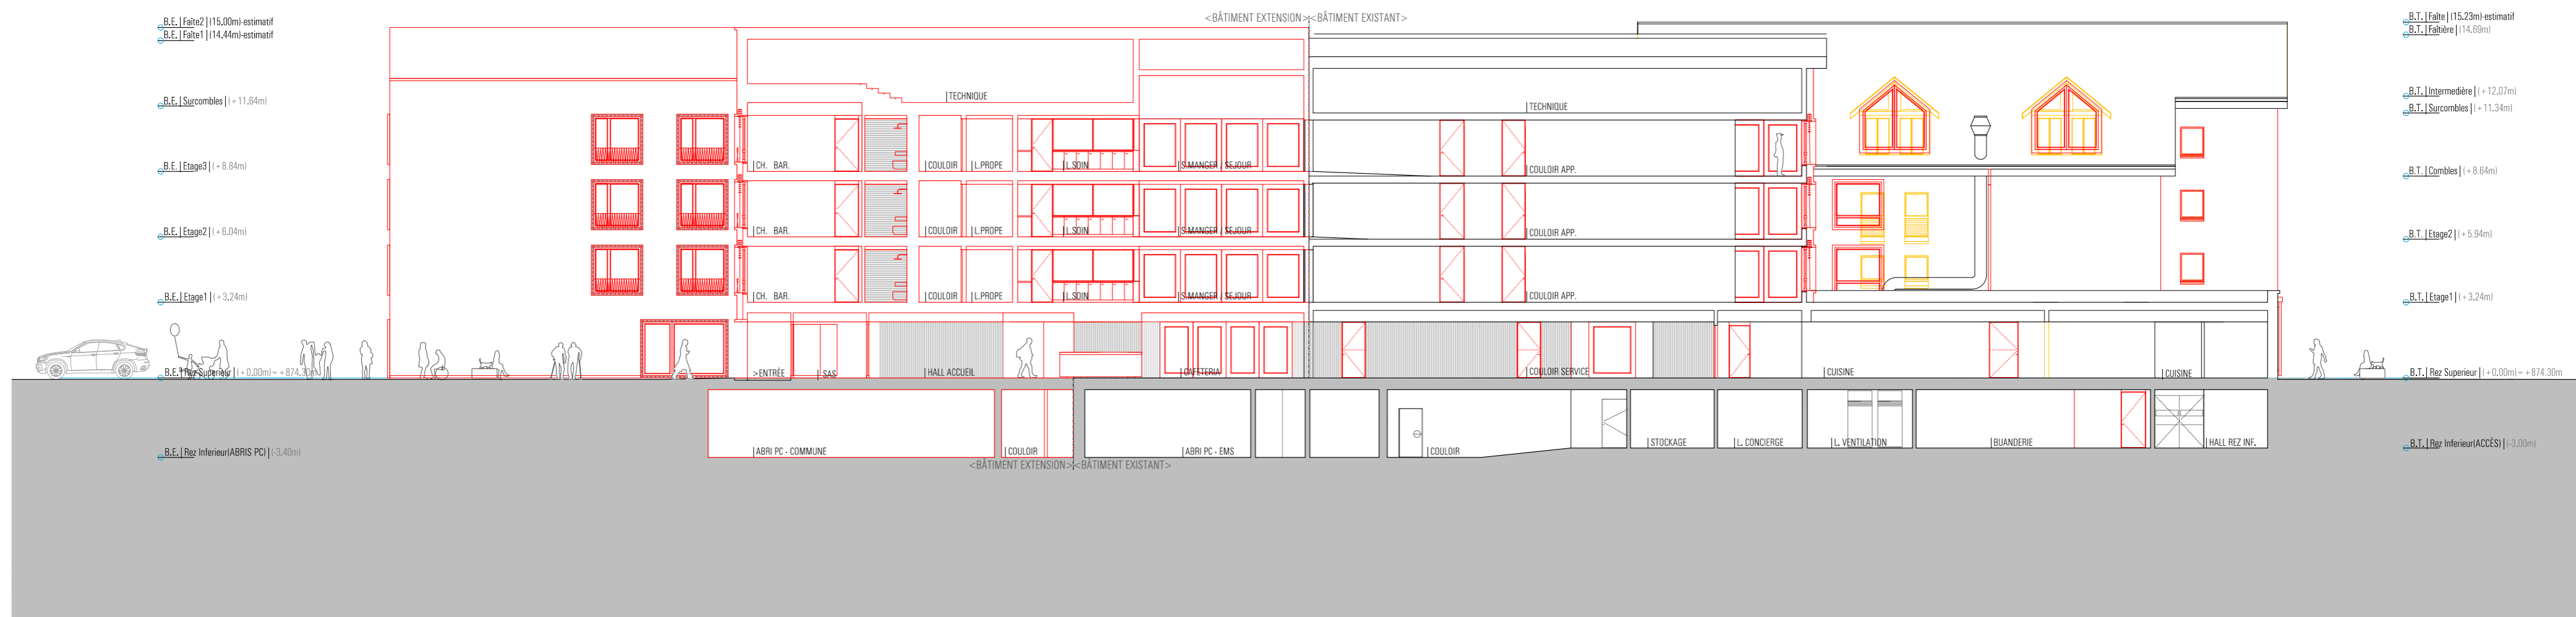 <BÂTIMENT EXTENSION><BÂTIMENT EXISTANT>
B.E. | Faîte2 | (15.00m)-estimatif
B.E. | Faîte1 | (14.44m)-estimatif
B.T. | Faîte | (15.23m)-estimatif
B.T. | Faîtière | (14.69m)
B.E. | Surcombles | (+11.64m)
|TECHNIQUE
|TECHNIQUE
B.T. | Intermedière | (+12.07m)
B.T. | Surcombles | (+11.34m)
B.E. | Etage3 | (+8.84m)
|CH. BAR.
|COULOIR
|L.PROPE
|L.SOIN
|S.MANGER / SEJOUR
|COULOIR APP.
B.T. | Combles | (+8.64m)
B.E. | Etage2 | (+6.04m)
|CH. BAR.
|COULOIR
|L.PROPE
|L.SOIN
|S.MANGER / SEJOUR
|COULOIR APP.
B.T. | Etage2 | (+5.94m)
B.E. | Etage1 | (+3.24m)
|CH. BAR.
|COULOIR
|L.PROPE
|L.SOIN
|S.MANGER / SEJOUR
|COULOIR APP.
B.T. | Etage1 | (+3.24m)
B.E. | Rez Superieur | (+0.00m) = +874.30m
>ENTRÉE
| SAS
|HALL ACCUEIL
|CAFETERIA
|COULOIR SERVICE
|CUISINE
|CUISINE
B.T. | Rez Superieur | (+0.00m) = +874.30m
B.E. | Rez Inferieur(ABRIS PC) | (-3.40m)
|ABRI PC - COMMUNE
|COULOIR
|ABRI PC - EMS
|COULOIR
|STOCKAGE
|L. CONCIERGE
|L. VENTILATION
|BUANDERIE
|HALL REZ INF.
B.T. | Rez Inferieur(ACCÈS) | (-3.00m)
<BÂTIMENT EXTENSION><BÂTIMENT EXISTANT>